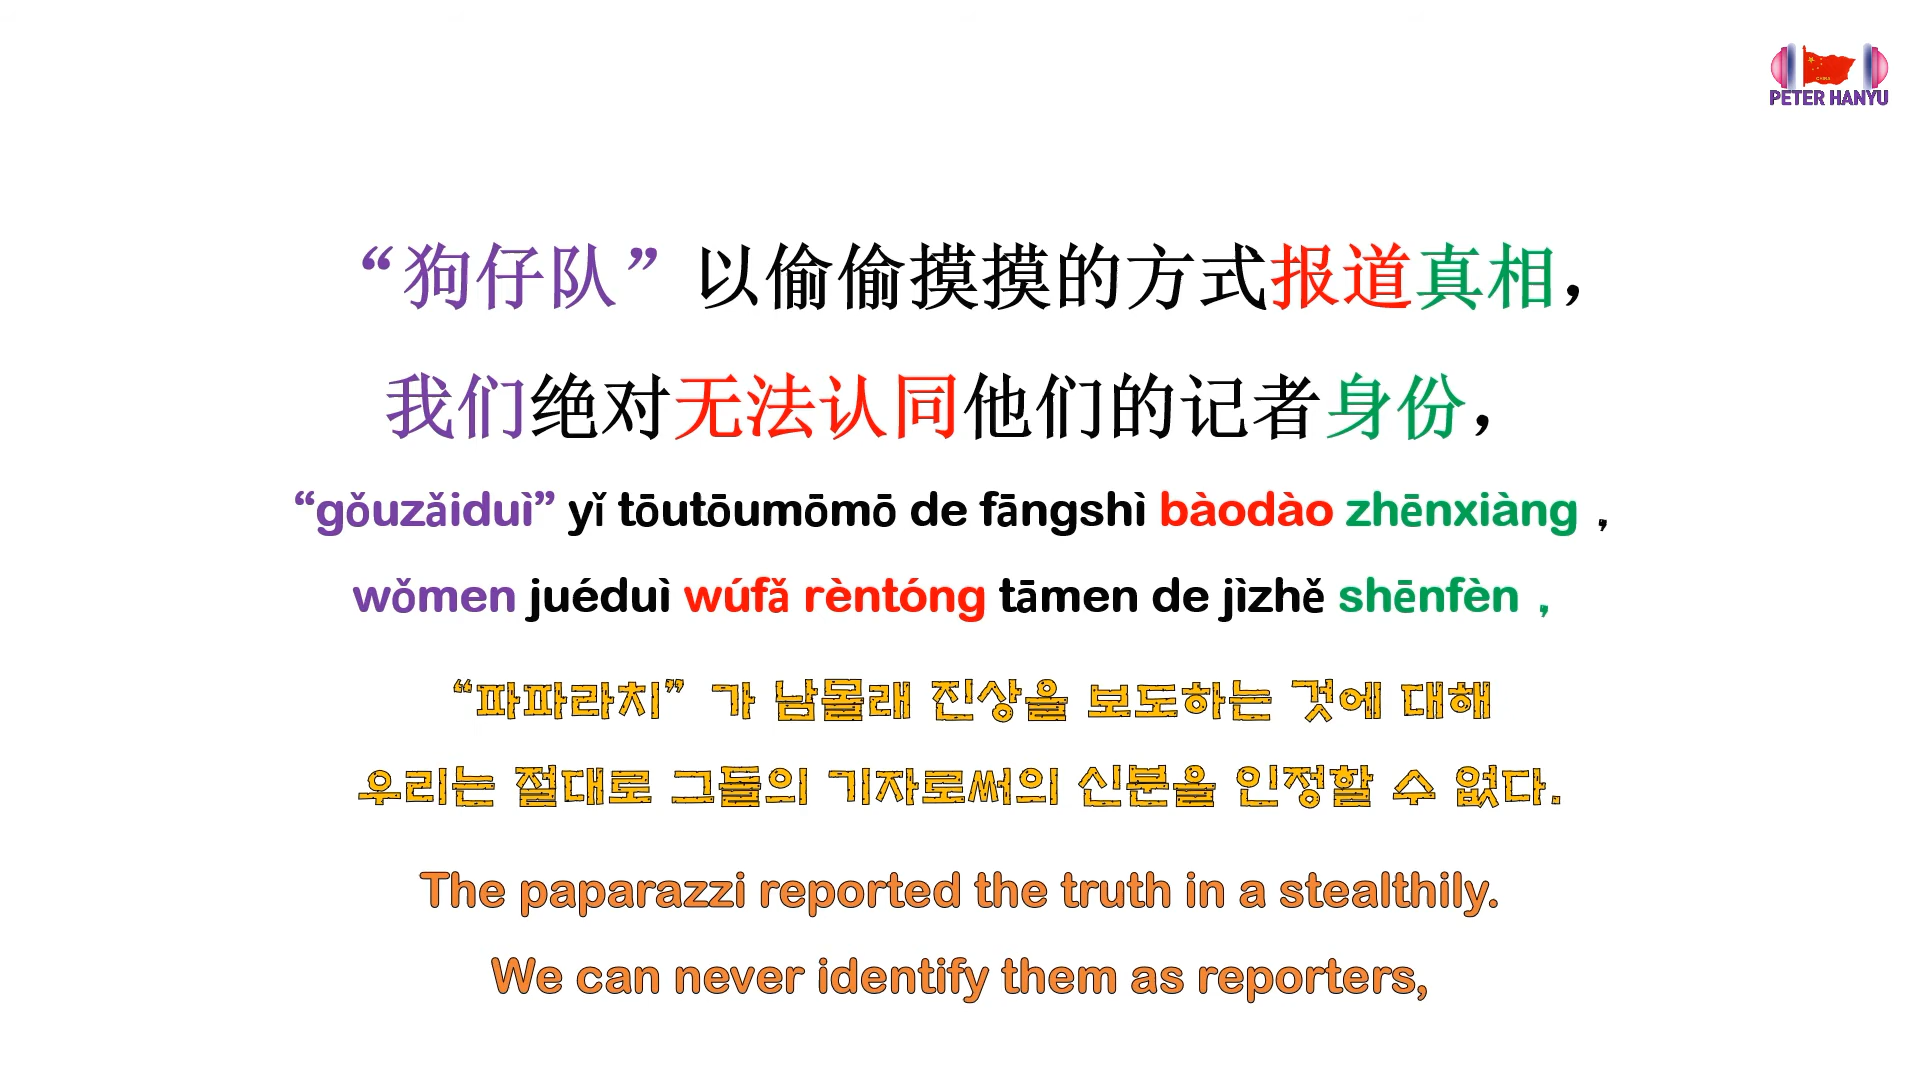 CHINA
PETER HANYU
“狗仔队”以偷偷摸摸的方式报道真相，
我们绝对无法认同他们的记者身份，
“gǒuzǎiduì” yǐ tōutōumōmō de fāngshì bàodào zhēnxiàng，
wǒmen juéduì wúfǎ rèntóng tāmen de jìzhě shēnfèn，
“파파라치” 가 남몰래 진상을 보도하는 것에 대해
우리는 절대로 그들의 기자로써의 신분을 인정할 수 없다.
The paparazzi reported the truth in a stealthily.
We can never identify them as reporters,